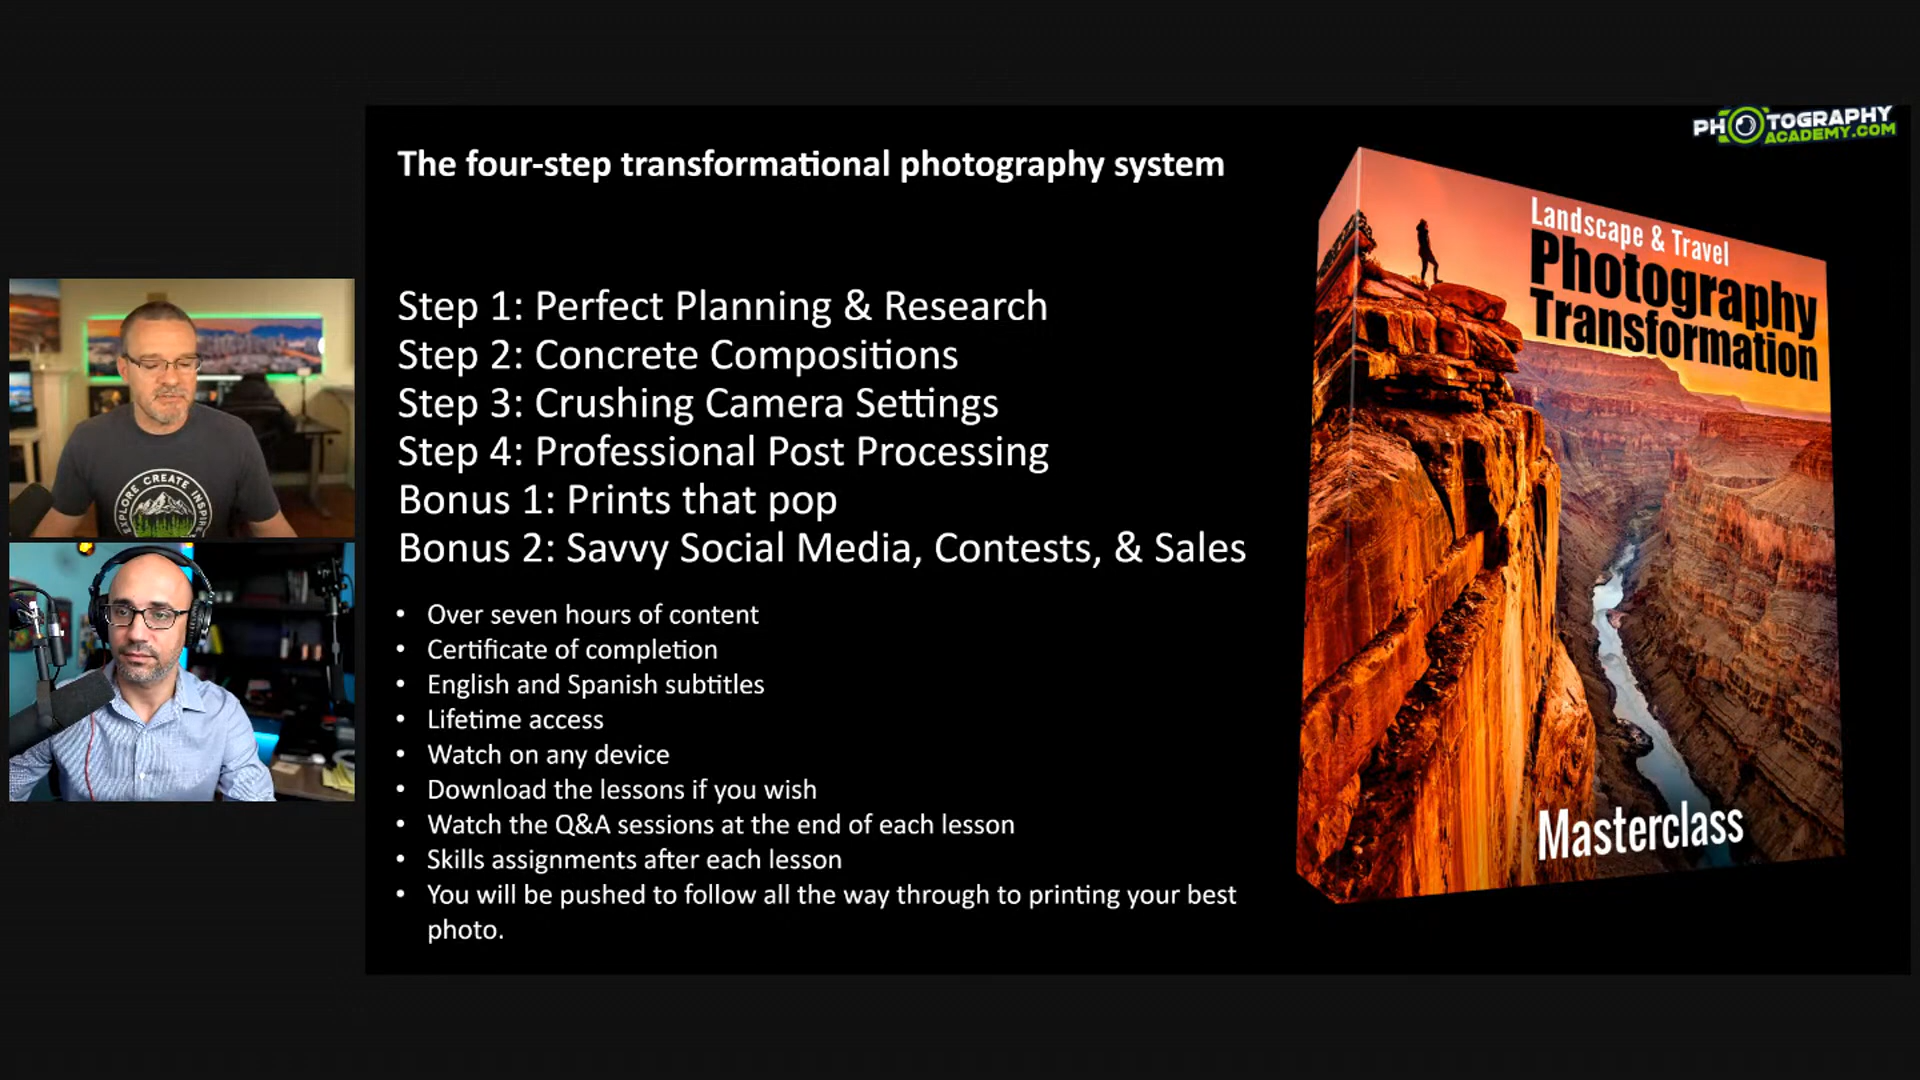 PHOTOGRAPHY
ACADEMY.COM
The four-step transformational photography system
Step 1: Perfect Planning & Research
Step 2: Concrete Compositions
Step 3: Crushing Camera Settings
Step 4: Professional Post Processing
Bonus 1: Prints that pop
Bonus 2: Savvy Social Media, Contests, & Sales
• Over seven hours of content
• Certificate of completion
• English and Spanish subtitles
• Lifetime access
• Watch on any device
• Download the lessons if you wish
• Watch the Q&A sessions at the end of each lesson
• Skills assignments after each lesson
• You will be pushed to follow all the way through to printing your best
photo.
Landscape & Travel
Photography
Transformation
Masterclass
EXPLORE CREATE INSPIRE